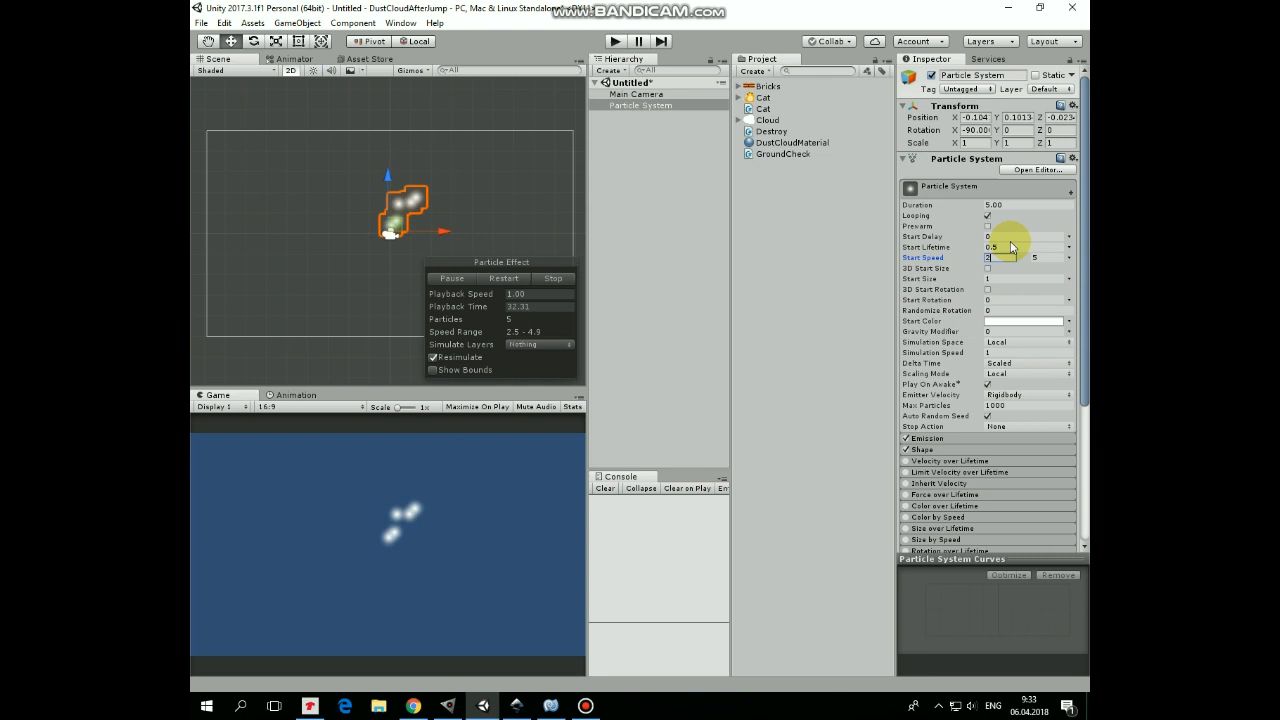 Unity 2017.3.1f1 Personal (64bit) - Untitled - DustCloudAfterJump - PC, Mac & Linux Standalone
www.BANDICAM.com
File Edit Assets GameObject Component Window Help
Pivot Local Collab Account Layers Layout
Scene Animator Asset Store
Shaded 2D Gizmos All
Particle Effect
Pause Restart Stop
Playback Speed 1.00
Playback Time 32.31
Particles 5
Speed Range 2.5 - 4.9
Simulate Layers Nothing
Resimulate
Show Bounds
Game Animation
Display 1 16:9 Scale 1x Maximize On Play Mute Audio Stats
Hierarchy
Create All
Untitled*
Main Camera
Particle System
Console
Clear Collapse Clear on Play
Project
Create
Bricks
Cat
Cat
Cloud
Destroy
DustCloudMaterial
GroundCheck
Inspector Services
Particle System Static
Tag Untagged Layer Default
Transform
Position X -0.104 Y 0.1013 Z -0.023
Rotation X -90.00 Y 0 Z 0
Scale X 1 Y 1 Z 1
Particle System
Open Editor...
Particle System
Duration 5.00
Looping
Prewarm
Start Delay 0
Start Lifetime 0.5
Start Speed 2 5
3D Start Size
Start Size 1
3D Start Rotation
Start Rotation 0
Randomize Rotation 0
Start Color
Gravity Modifier 0
Simulation Space Local
Simulation Speed 1
Delta Time Scaled
Scaling Mode Local
Play On Awake*
Emitter Velocity Rigidbody
Max Particles 1000
Auto Random Seed
Stop Action None
Emission
Shape
Velocity over Lifetime
Limit Velocity over Lifetime
Inherit Velocity
Force over Lifetime
Color over Lifetime
Color by Speed
Size over Lifetime
Size by Speed
Rotation over Lifetime
Particle System Curves
Optimize Remove
ENG
9:33
06.04.2018
1